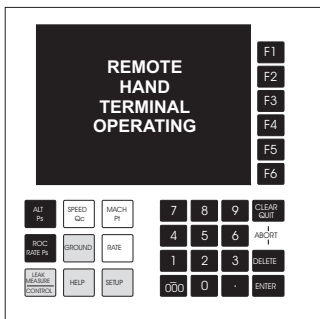 REMOTE
HAND
TERMINAL
OPERATING
F1
F2
F3
F4
F5
F6
ALT
Ps
SPEED
Qc
MACH
Pt
ROC
RATE Ps
GROUND
RATE
LEAK
MEASURE
CONTROL
HELP
SETUP
7 8 9 CLEAR
QUIT
4 5 6 ABORT
1 2 3 DELETE
000 0 . ENTER